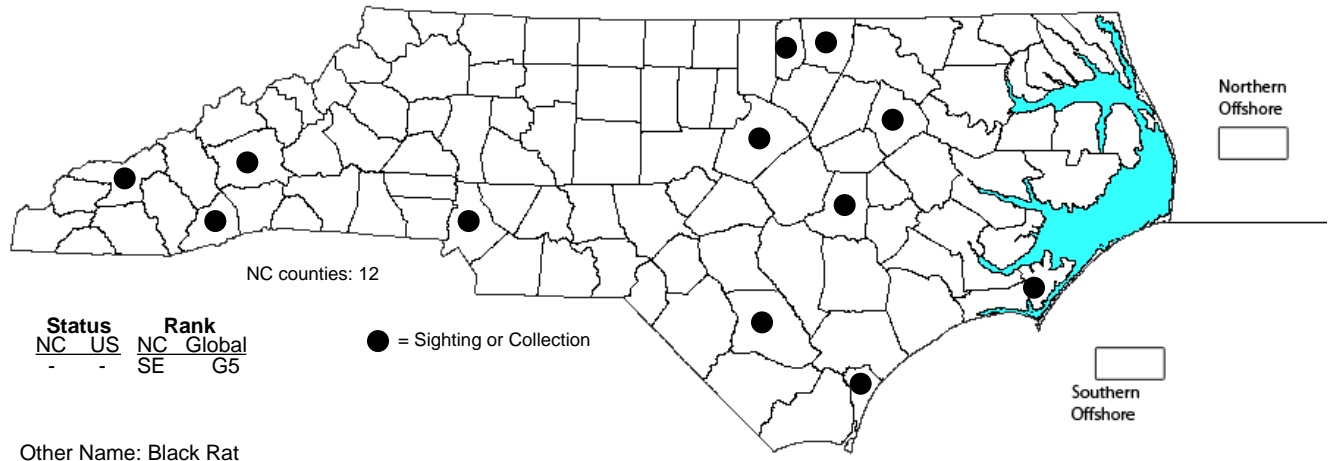 Northern
Offshore
NC counties: 12
Status Rank
NC US NC Global
- - SE G5
= Sighting or Collection
Southern
Offshore
Other Name: Black Rat